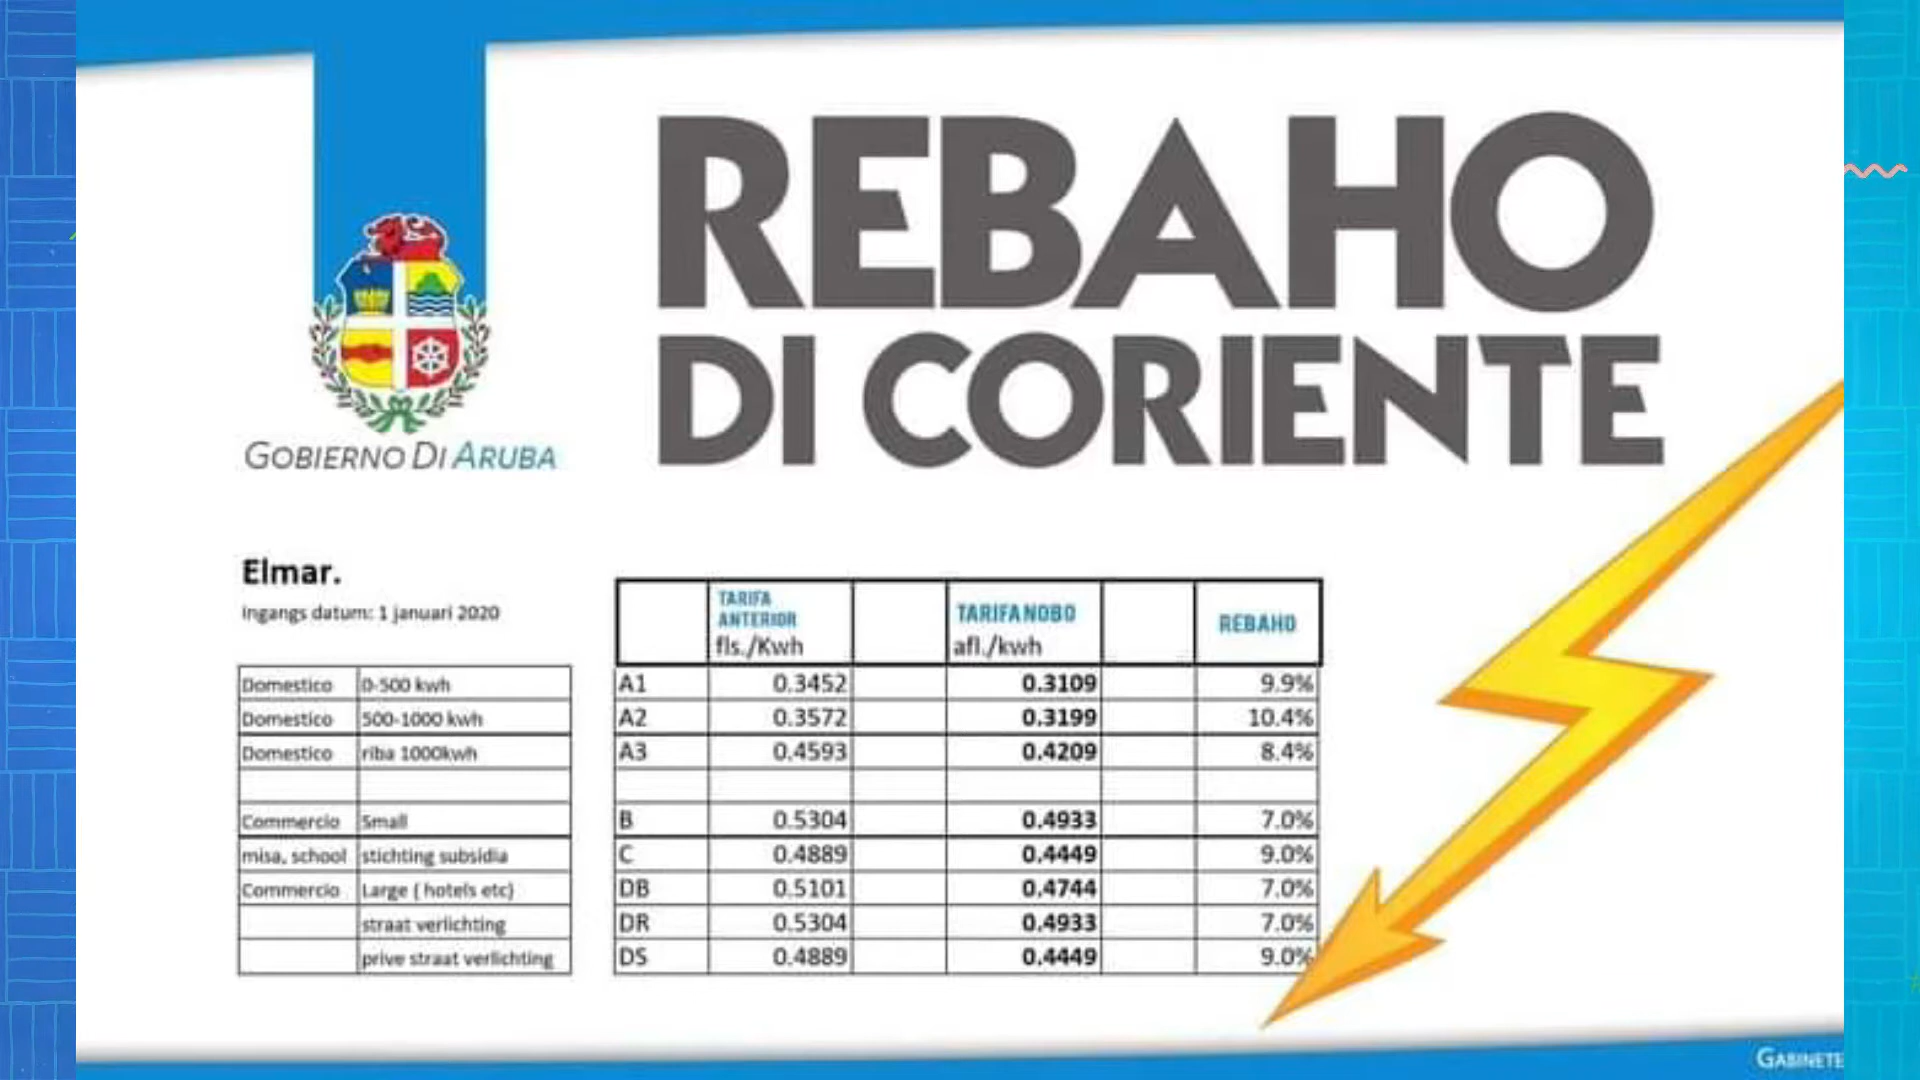 REBAHO
DI CORIENTE
GOBIERNO DI ARUBA
Elmar.
Ingangs datum: 1 januari 2020
Domestico 0-500 kwh
Domestico 500-1000 kwh
Domestico riba 1000kwh
Commercio Small
misa, school stichting subsidia
Commercio Large ( hotels etc)
straat verlichting
prive straat verlichting
TARIFA
ANTERIOR
fls./Kwh
TARIFA NOBO
afl./kwh
REBAHO
A1 0.3452 0.3109 9.9%
A2 0.3572 0.3199 10.4%
A3 0.4593 0.4209 8.4%
B 0.5304 0.4933 7.0%
C 0.4889 0.4449 9.0%
DB 0.5101 0.4744 7.0%
DR 0.5304 0.4933 7.0%
DS 0.4889 0.4449 9.0%
GABINETE